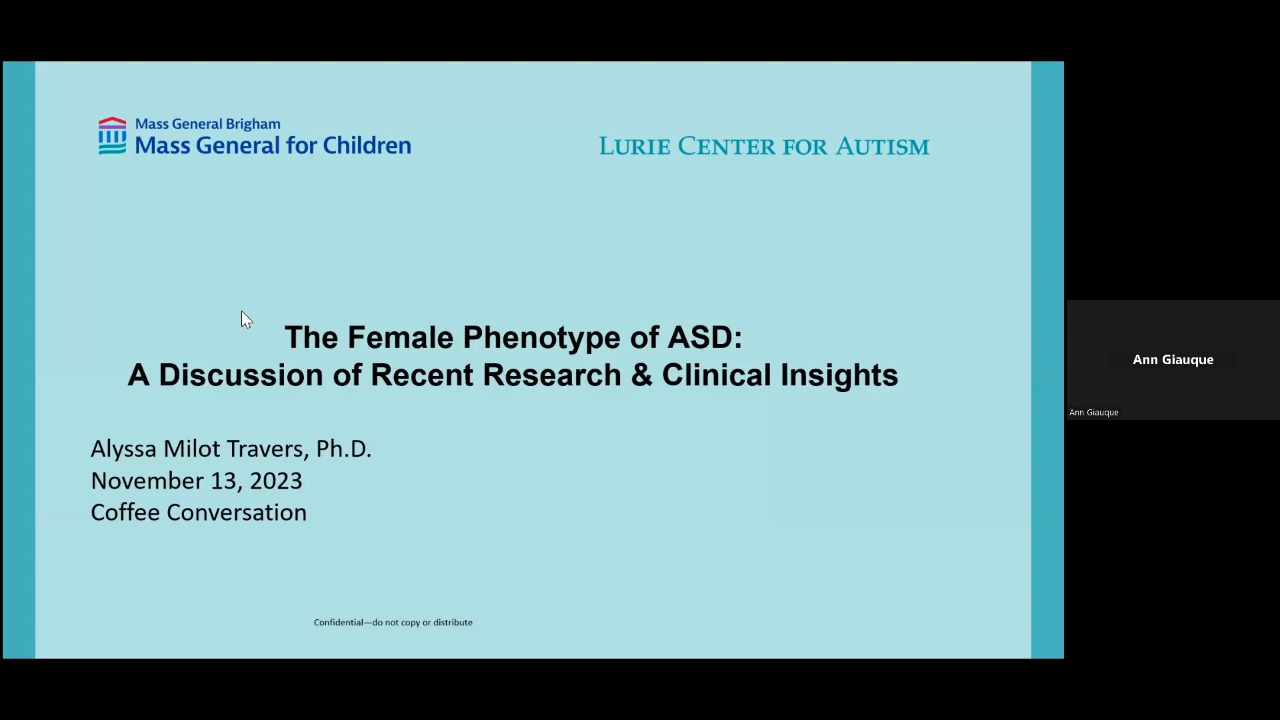 Mass General Brigham
Mass General for Children
LURIE CENTER FOR AUTISM
The Female Phenotype of ASD:
A Discussion of Recent Research & Clinical Insights
Alyssa Milot Travers, Ph.D.
November 13, 2023
Coffee Conversation
Confidential—do not copy or distribute
Ann Giauque
Ann Giauque